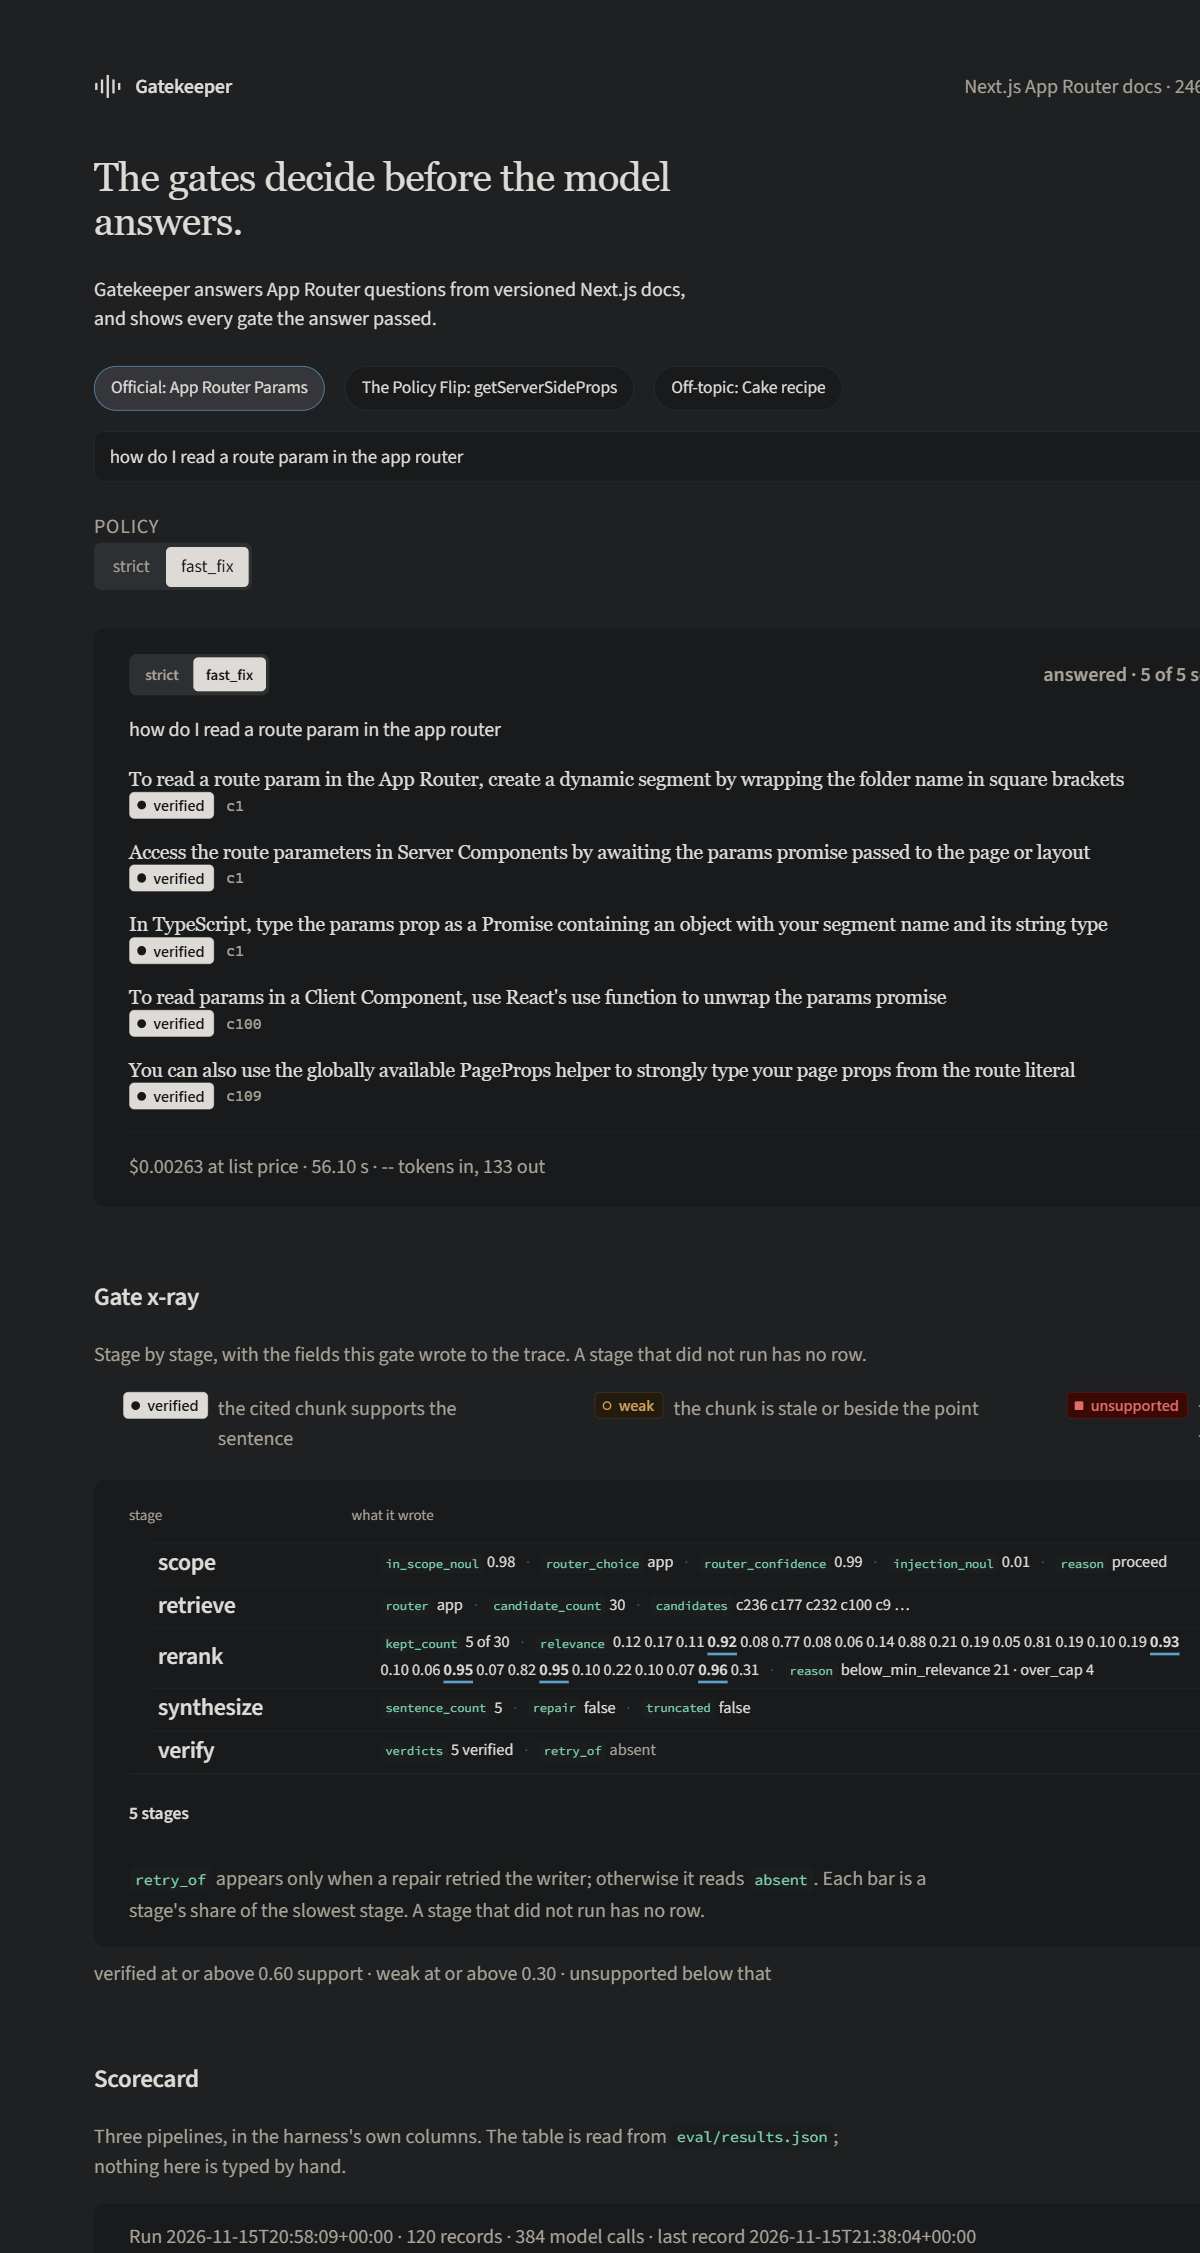 Gatekeeper
Next.js App Router docs · 246
The gates decide before the model
answers.
Gatekeeper answers App Router questions from versioned Next.js docs,
and shows every gate the answer passed.
Official: App Router Params
The Policy Flip: getServerSideProps
Off-topic: Cake recipe
how do I read a route param in the app router
POLICY
strict fast_fix
strict fast_fix
answered · 5 of 5 s
how do I read a route param in the app router
To read a route param in the App Router, create a dynamic segment by wrapping the folder name in square brackets
verified c1
Access the route parameters in Server Components by awaiting the params promise passed to the page or layout
verified c1
In TypeScript, type the params prop as a Promise containing an object with your segment name and its string type
verified c1
To read params in a Client Component, use React's use function to unwrap the params promise
verified c100
You can also use the globally available PageProps helper to strongly type your page props from the route literal
verified c109
$0.00263 at list price · 56.10 s · -- tokens in, 133 out
Gate x-ray
Stage by stage, with the fields this gate wrote to the trace. A stage that did not run has no row.
verified the cited chunk supports the
sentence
weak the chunk is stale or beside the point
unsupported
stage what it wrote
scope in_scope_noul 0.98 · router_choice app · router_confidence 0.99 · injection_noul 0.01 · reason proceed
retrieve router app · candidate_count 30 · candidates c236 c177 c232 c100 c9 …
rerank kept_count 5 of 30 · relevance 0.12 0.17 0.11 0.92 0.08 0.77 0.08 0.06 0.14 0.88 0.21 0.19 0.05 0.81 0.19 0.10 0.19 0.93
0.10 0.06 0.95 0.07 0.82 0.95 0.10 0.22 0.10 0.07 0.96 0.31 · reason below_min_relevance 21 · over_cap 4
synthesize sentence_count 5 · repair false · truncated false
verify verdicts 5 verified · retry_of absent
5 stages
retry_of appears only when a repair retried the writer; otherwise it reads absent . Each bar is a
stage's share of the slowest stage. A stage that did not run has no row.
verified at or above 0.60 support · weak at or above 0.30 · unsupported below that
Scorecard
Three pipelines, in the harness's own columns. The table is read from eval/results.json ;
nothing here is typed by hand.
Run 2026-11-15T20:58:09+00:00 · 120 records · 384 model calls · last record 2026-11-15T21:38:04+00:00